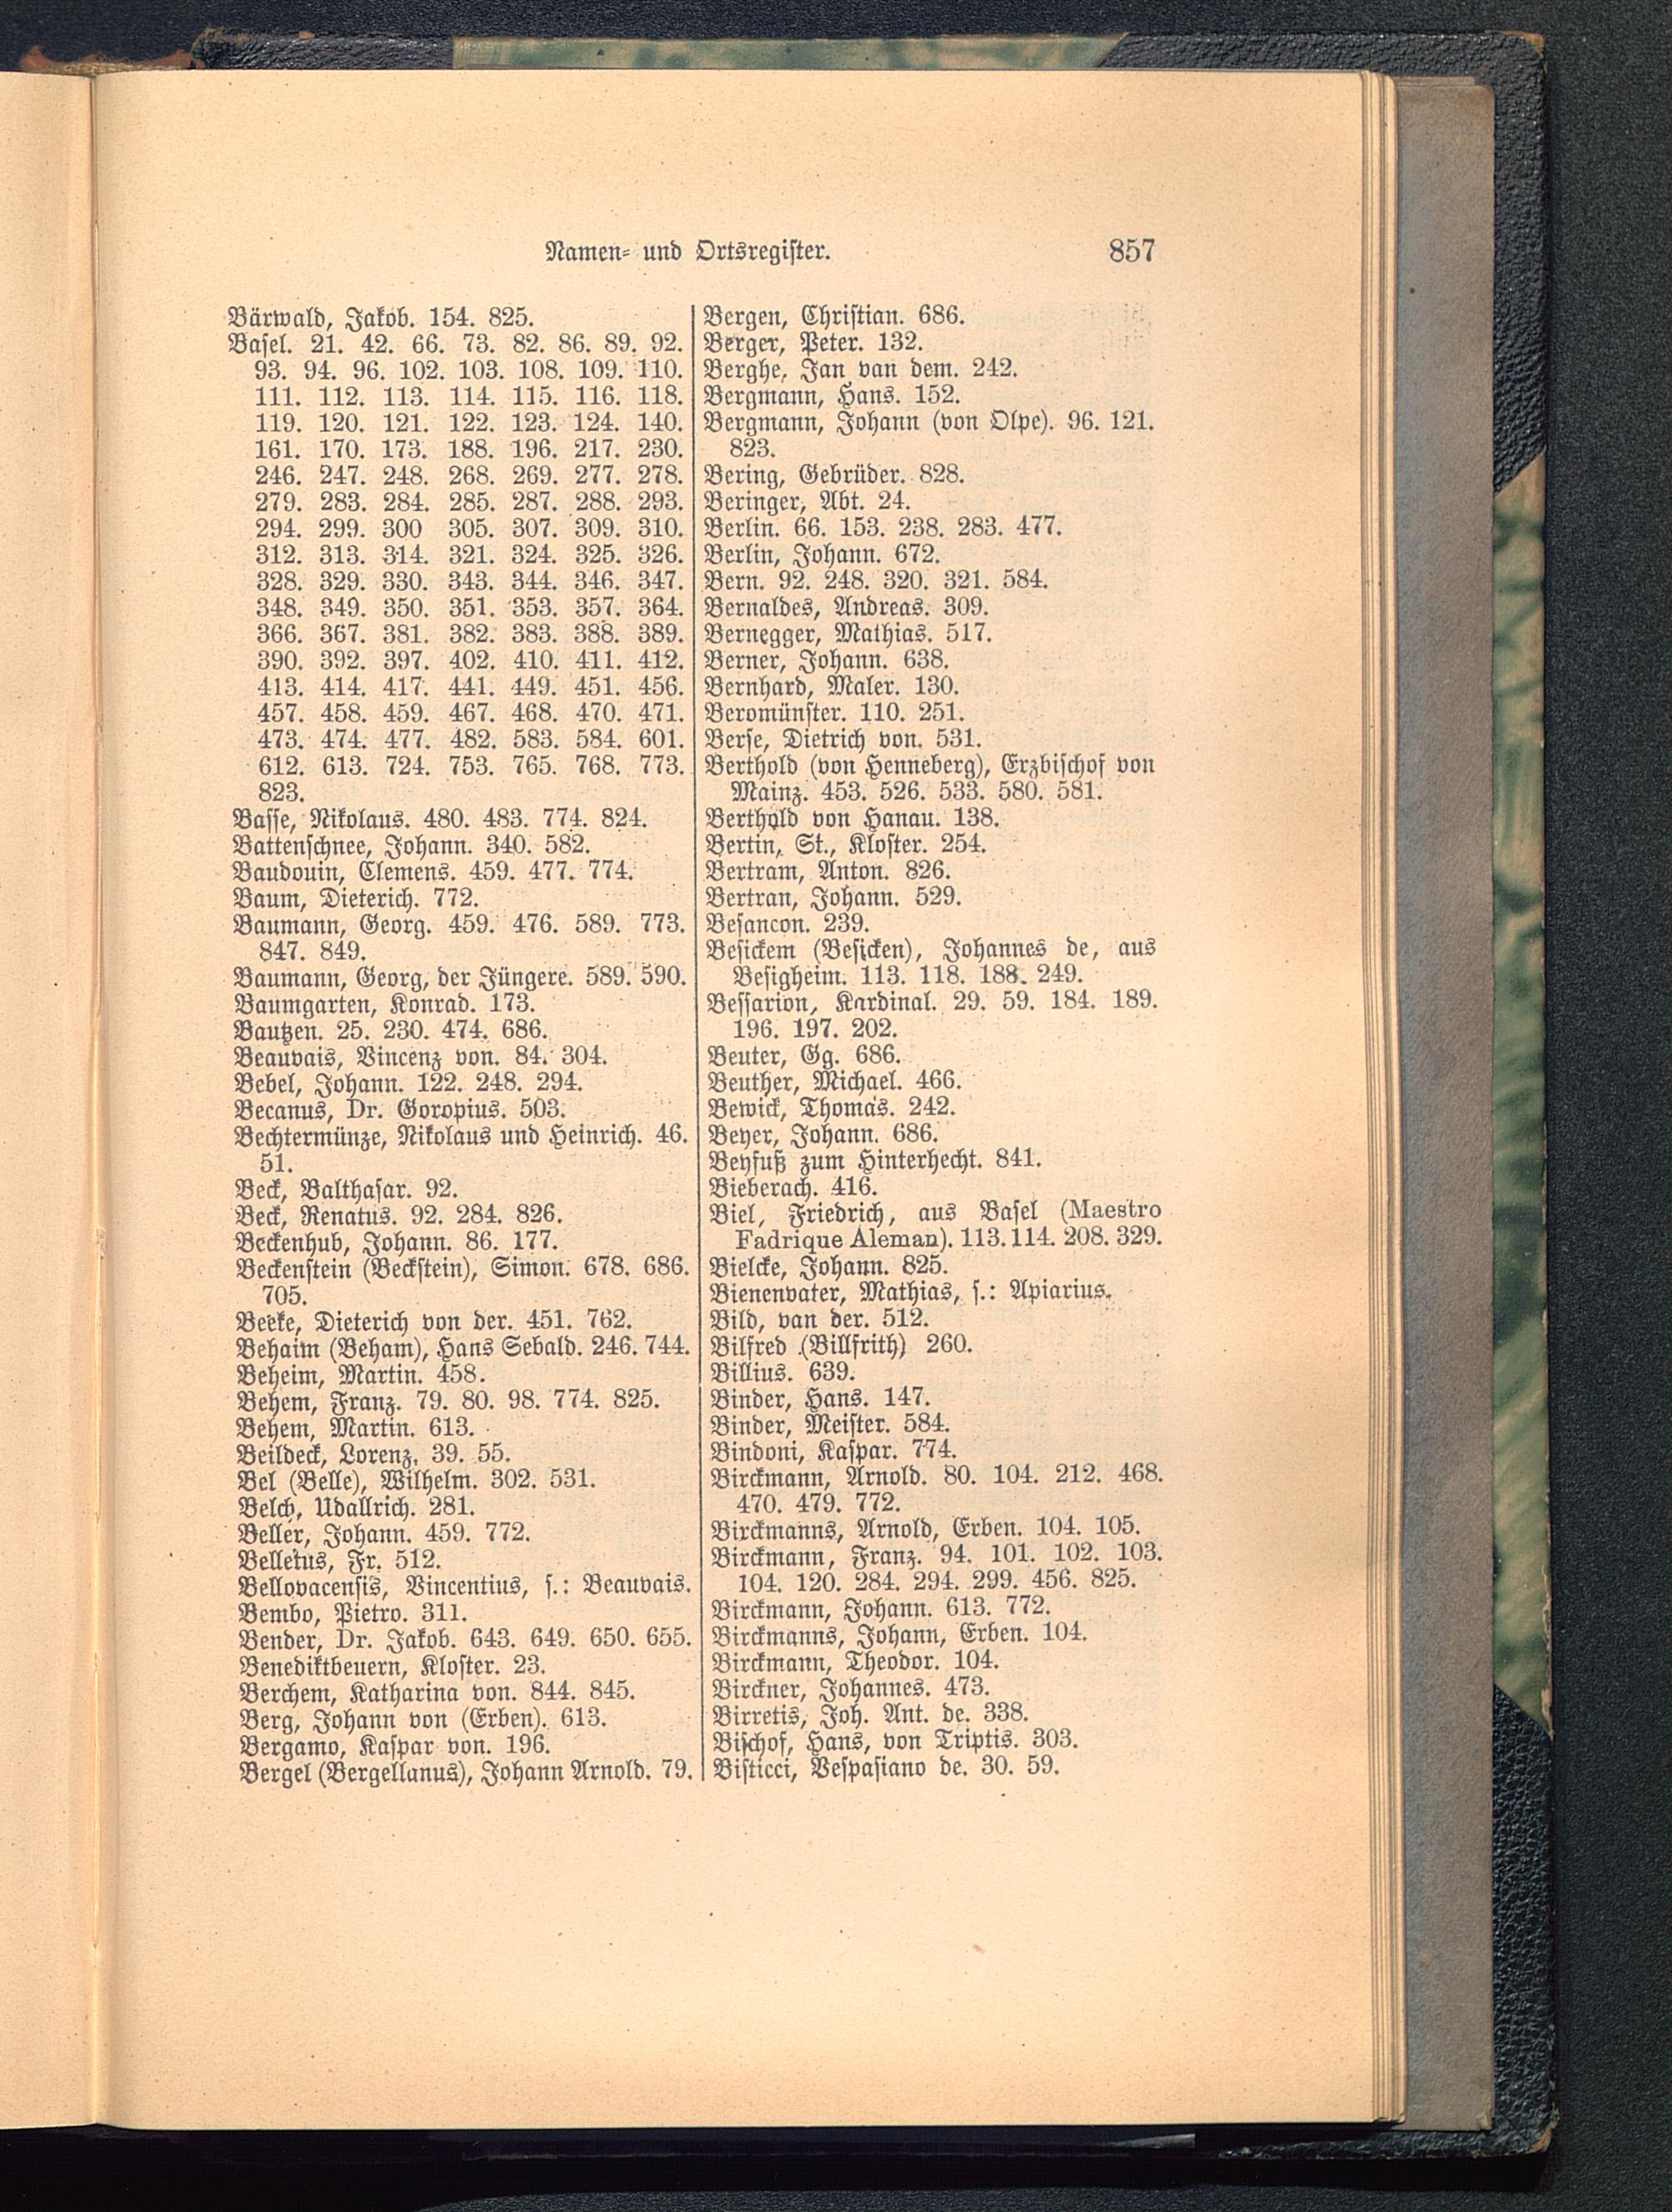 Namen- und Ortsregister. 857
Bärwald, Jakob. 154. 825.
Basel. 21. 42. 66. 73. 82. 86. 89. 92.
93. 94. 96. 102. 103. 108. 109. 110.
111. 112. 113. 114. 115. 116. 118.
119. 120. 121. 122. 123. 124. 140.
161. 170. 173. 188. 196. 217. 230.
246. 247. 248. 268. 269. 277. 278.
279. 283. 284. 285. 287. 288. 293.
294. 299. 300 305. 307. 309. 310.
312. 313. 314. 321. 324. 325. 326.
328. 329. 330. 343. 344. 346. 347.
348. 349. 350. 351. 353. 357. 364.
366. 367. 381. 382. 383. 388. 389.
390. 392. 397. 402. 410. 411. 412.
413. 414. 417. 441. 449. 451. 456.
457. 458. 459. 467. 468. 470. 471.
473. 474. 477. 482. 583. 584. 601.
612. 613. 724. 753. 765. 768. 773.
823.
Basse, Nikolaus. 480. 483. 774. 824.
Battenschnee, Johann. 340. 582.
Baudouin, Clemens. 459. 477. 774.
Baum, Dieterich. 772.
Baumann, Georg. 459. 476. 589. 773.
847. 849.
Baumann, Georg, der Jüngere. 589. 590.
Baumgarten, Konrad. 173.
Bautzen. 25. 230. 474. 686.
Beauvais, Vincenz von. 84. 304.
Bebel, Johann. 122. 248. 294.
Becanus, Dr. Goropius. 503.
Bechtermünze, Nikolaus und Heinrich. 46.
51.
Beck, Balthasar. 92.
Beck, Renatus. 92. 284. 826.
Beckenhub, Johann. 86. 177.
Beckenstein (Beckstein), Simon. 678. 686.
705.
Beeke, Dieterich von der. 451. 762.
Behaim (Beham), Hans Sebald. 246. 744.
Beheim, Martin. 458.
Behem, Franz. 79. 80. 98. 774. 825.
Behem, Martin. 613.
Beildeck, Lorenz. 39. 55.
Bel (Belle), Wilhelm. 302. 531.
Belch, Udallrich. 281.
Beller, Johann. 459. 772.
Belletus, Fr. 512.
Bellovacensis, Vincentius, s.: Beauvais.
Bembo, Pietro. 311.
Bender, Dr. Jakob. 643. 649. 650. 655.
Benediktbeuern, Kloster. 23.
Berchem, Katharina von. 844. 845.
Berg, Johann von (Erben). 613.
Bergamo, Kaspar von. 196.
Bergel (Bergellanus), Johann Arnold. 79.
Bergen, Christian. 686.
Berger, Peter. 132.
Berghe, Jan van dem. 242.
Bergmann, Hans. 152.
Bergmann, Johann (von Olpe). 96. 121.
823.
Bering, Gebrüder. 828.
Beringer, Abt. 24.
Berlin. 66. 153. 238. 283. 477.
Berlin, Johann. 672.
Bern. 92. 248. 320. 321. 584.
Bernaldes, Andreas. 309.
Bernegger, Mathias. 517.
Berner, Johann. 638.
Bernhard, Maler. 130.
Beromünster. 110. 251.
Berse, Dietrich von. 531.
Berthold (von Henneberg), Erzbischof von
Mainz. 453. 526. 533. 580. 581.
Berthold von Hanau. 138.
Bertin, St., Kloster. 254.
Bertram, Anton. 826.
Bertran, Johann. 529.
Besancon. 239.
Besickem (Besicken), Johannes de, aus
Besigheim. 113. 118. 188. 249.
Bessarion, Kardinal. 29. 59. 184. 189.
196. 197. 202.
Beuter, Gg. 686.
Beuther, Michael. 466.
Bewick, Thomas. 242.
Beyer, Johann. 686.
Beyfuß zum Hinterhecht. 841.
Bieberach. 416.
Biel, Friedrich, aus Basel (Maestro
Fadrique Aleman). 113. 114. 208. 329.
Bielcke, Johann. 825.
Bienenvater, Mathias, s.: Apiarius.
Bild, van der. 512.
Bilfred (Billfrith) 260.
Billius. 639.
Binder, Hans. 147.
Binder, Meister. 584.
Bindoni, Kaspar. 774.
Birckmann, Arnold. 80. 104. 212. 468.
470. 479. 772.
Birckmanns, Arnold, Erben. 104. 105.
Birckmann, Franz. 94. 101. 102. 103.
104. 120. 284. 294. 299. 456. 825.
Birckmann, Johann. 613. 772.
Birckmanns, Johann, Erben. 104.
Birckmann, Theodor. 104.
Birckner, Johannes. 473.
Birretis, Joh. Ant. de. 338.
Bischof, Hans, von Triptis. 303.
Bisticci, Vespasiano de. 30. 59.